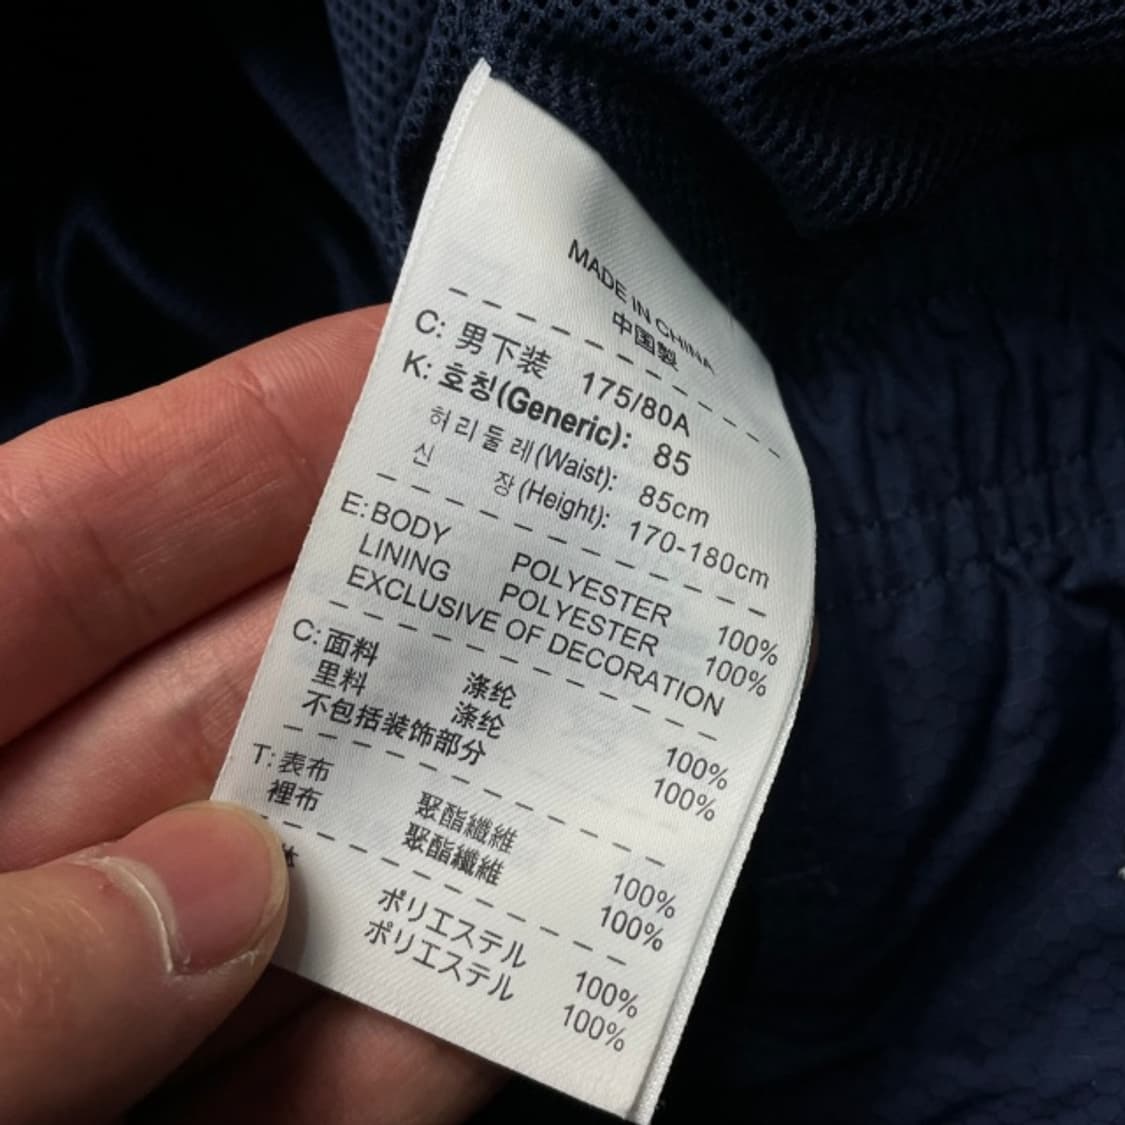 MADE IN CHINA
中国製
C: 男下装 175/80A
K: 호칭(Generic): 85
허리둘레(Waist): 85cm
신 장(Height): 170-180cm
E: BODY POLYESTER 100%
LINING POLYESTER 100%
EXCLUSIVE OF DECORATION
C: 面料 涤纶 100%
里料 涤纶 100%
不包括装饰部分
T: 表布 聚酯纖維 100%
裡布 聚酯纖維 100%
体 ポリエステル 100%
ポリエステル 100%